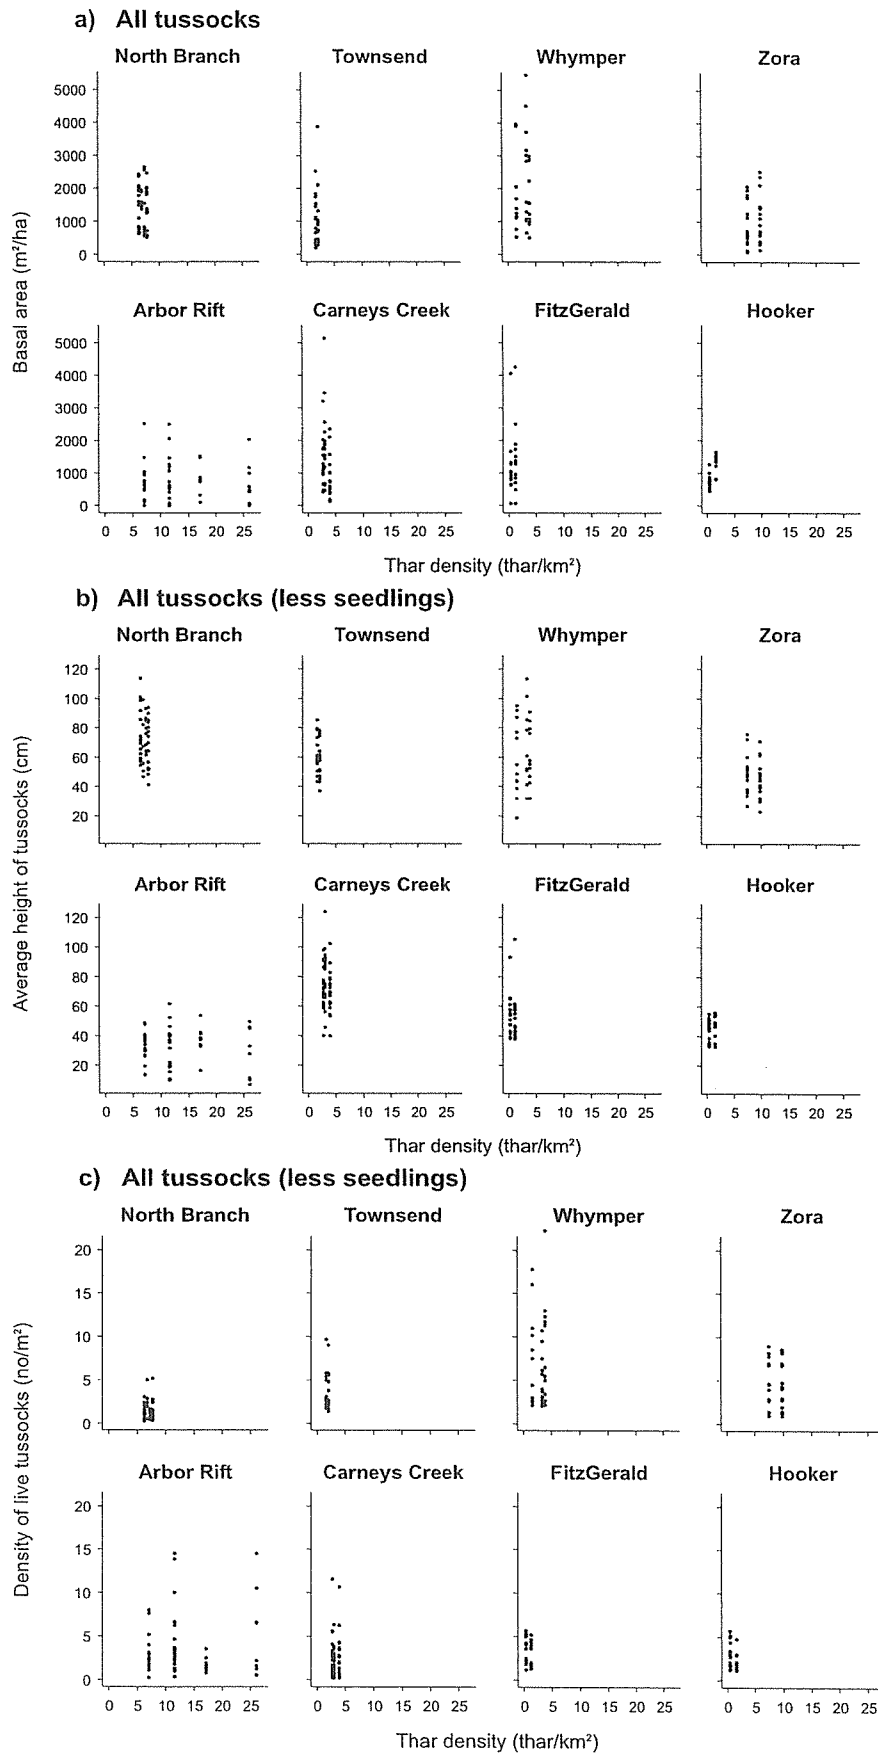 a) All tussocks
North Branch Townsend Whymper Zora
5000
4000
3000
2000
1000
0
Basal area (m²/ha)
Arbor Rift Carneys Creek FitzGerald Hooker
5000
4000
3000
2000
1000
0
0 5 10 15 20 25 0 5 10 15 20 25 0 5 10 15 20 25 0 5 10 15 20 25
Thar density (thar/km²)
b) All tussocks (less seedlings)
North Branch Townsend Whymper Zora
120
100
80
60
40
20
Average height of tussocks (cm)
Arbor Rift Carneys Creek FitzGerald Hooker
120
100
80
60
40
20
0 5 10 15 20 25 0 5 10 15 20 25 0 5 10 15 20 25 0 5 10 15 20 25
Thar density (thar/km²)
c) All tussocks (less seedlings)
North Branch Townsend Whymper Zora
20
15
10
5
0
Density of live tussocks (no/m²)
Arbor Rift Carneys Creek FitzGerald Hooker
20
15
10
5
0
0 5 10 15 20 25 0 5 10 15 20 25 0 5 10 15 20 25 0 5 10 15 20 25
Thar density (thar/km²)